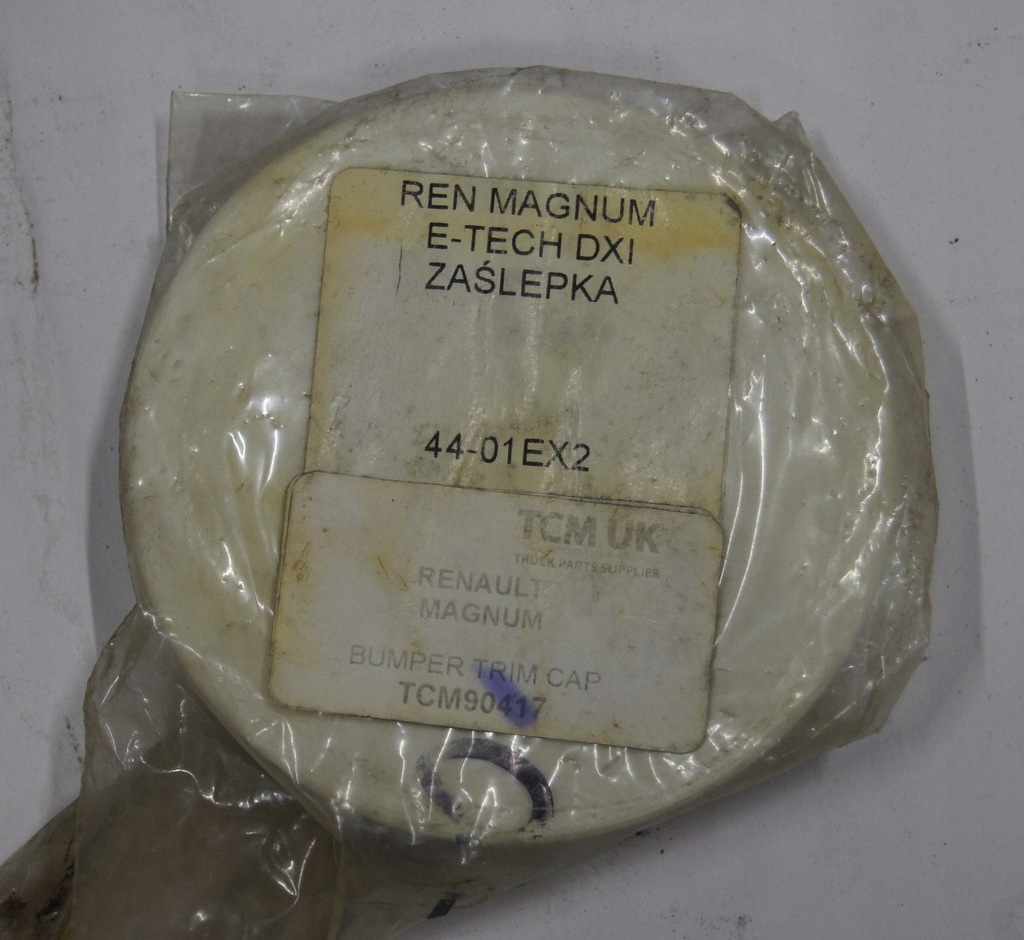 REN MAGNUM
E-TECH DXI
ZAŚLEPKA
44-01EX2
TCM UK
TRUCK PARTS SUPPLIER
RENAULT
MAGNUM
BUMPER TRIM CAP
TCM90417